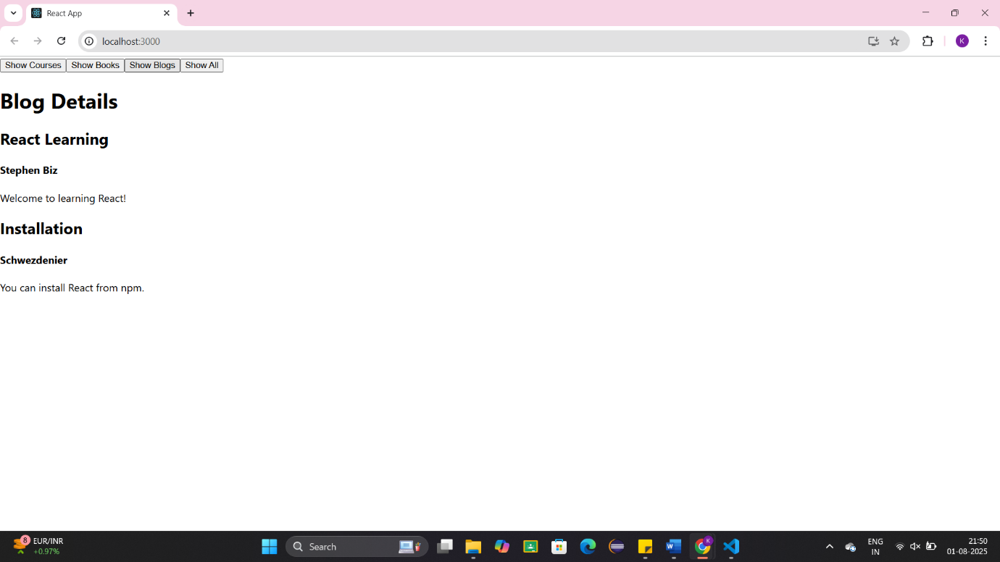 React App
localhost:3000
K
Show Courses Show Books Show Blogs Show All
Blog Details
React Learning
Stephen Biz
Welcome to learning React!
Installation
Schwezdenier
You can install React from npm.
8
EUR/INR
+0.97%
Search
W
K
ENG
IN
21:50
01-08-2025